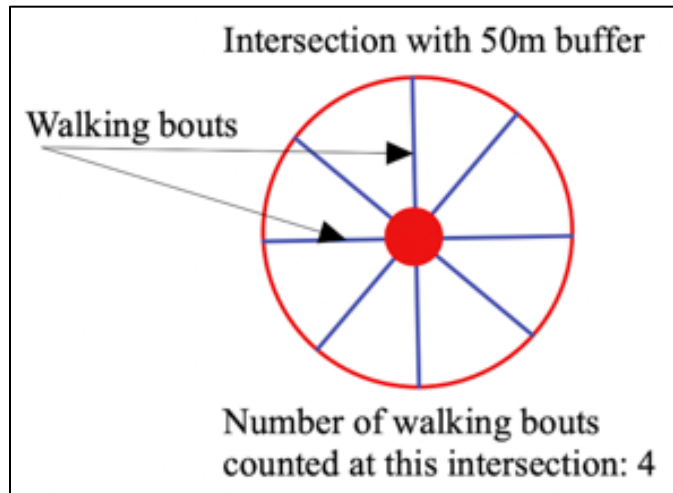 Intersection with 50m buffer
Walking bouts
Number of walking bouts
counted at this intersection: 4